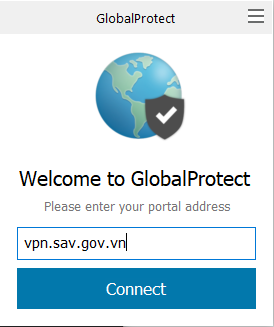 GlobalProtect
Welcome to GlobalProtect
Please enter your portal address
vpn.sav.gov.vn
Connect